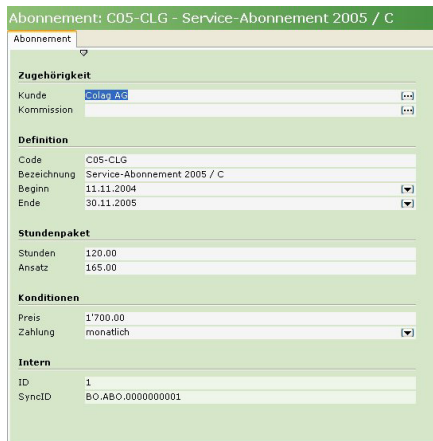 Abonnement: C05-CLG - Service-Abonnement 2005 / C
Abonnement
Zugehörigkeit
Kunde Colag AG
Kommission
Definition
Code C05-CLG
Bezeichnung Service-Abonnement 2005 / C
Beginn 11.11.2004
Ende 30.11.2005
Stundenpaket
Stunden 120.00
Ansatz 165.00
Konditionen
Preis 1'700.00
Zahlung monatlich
Intern
ID 1
SyncID BO.ABO.0000000001